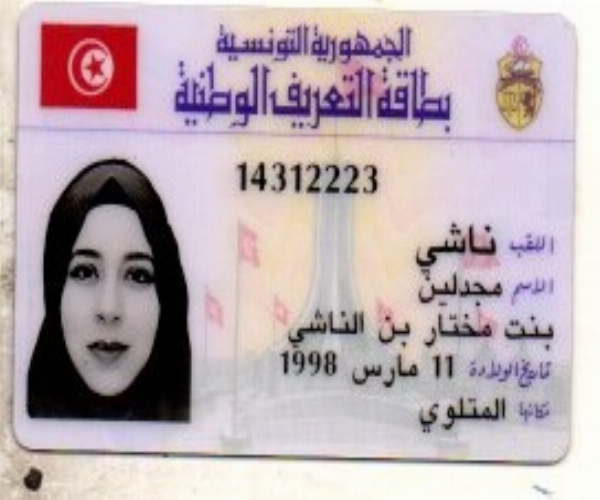 الجمهورية التونسية
بطاقة التعريف الوطنية
14312223
اللقب ناشي
الاسم مجدلين
بنت مختار بن الناشي
تاريخ الولادة 11 مارس 1998
مكانها المتلوي